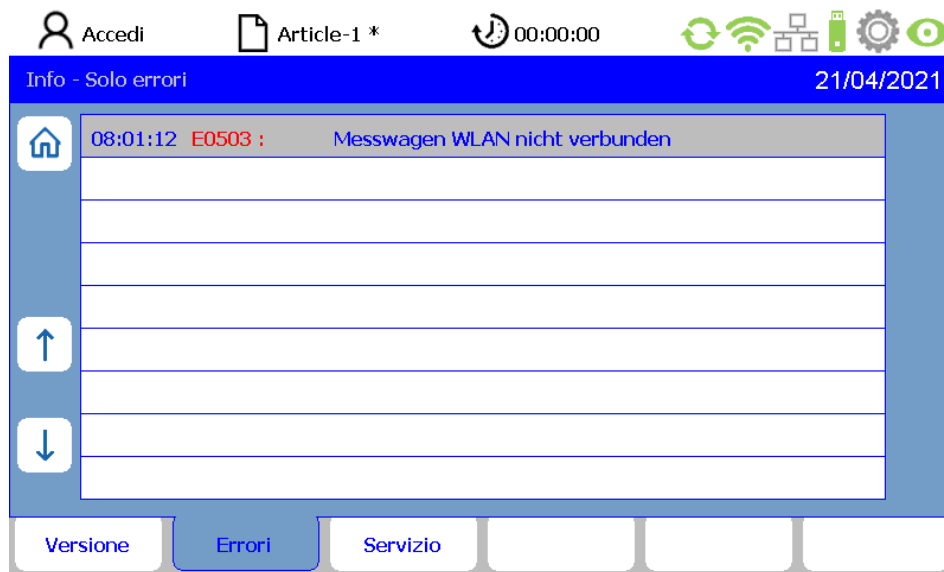 Accedi Article-1 * 00:00:00
Info - Solo errori 21/04/2021
08:01:12 E0503 : Messwagen WLAN nicht verbunden
Versione Errori Servizio